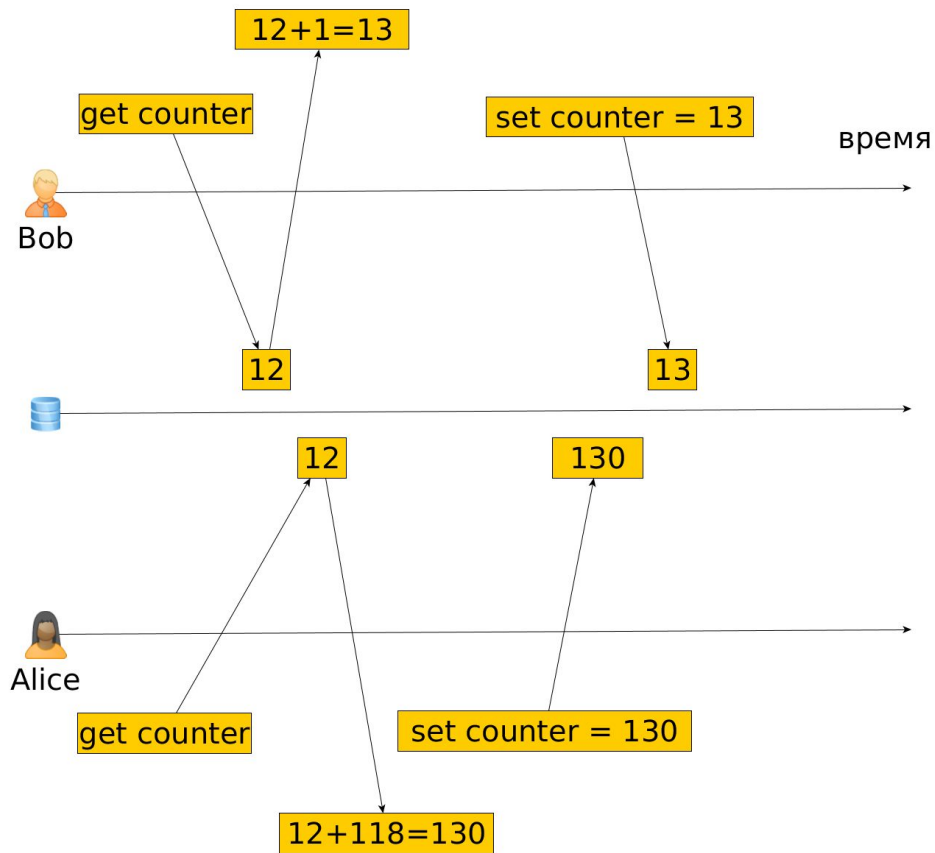 12+1=13
get counter
set counter = 13
время
Bob
12
13
12
130
Alice
get counter
set counter = 130
12+118=130